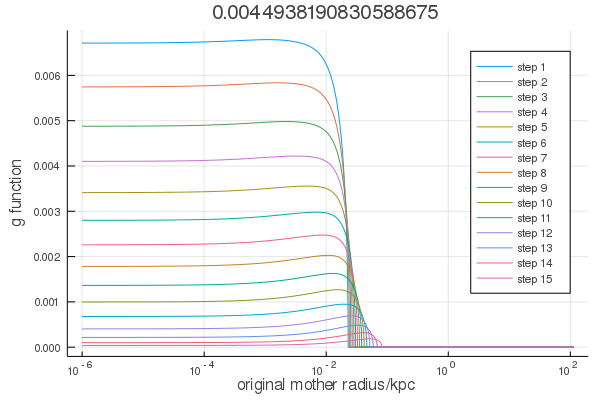 0.0044938190830588675
g function
0.006
0.005
0.004
0.003
0.002
0.001
0.000
step 1
step 2
step 3
step 4
step 5
step 6
step 7
step 8
step 9
step 10
step 11
step 12
step 13
step 14
step 15
10⁻⁶ 10⁻⁴ 10⁻² 10⁰ 10²
original mother radius/kpc